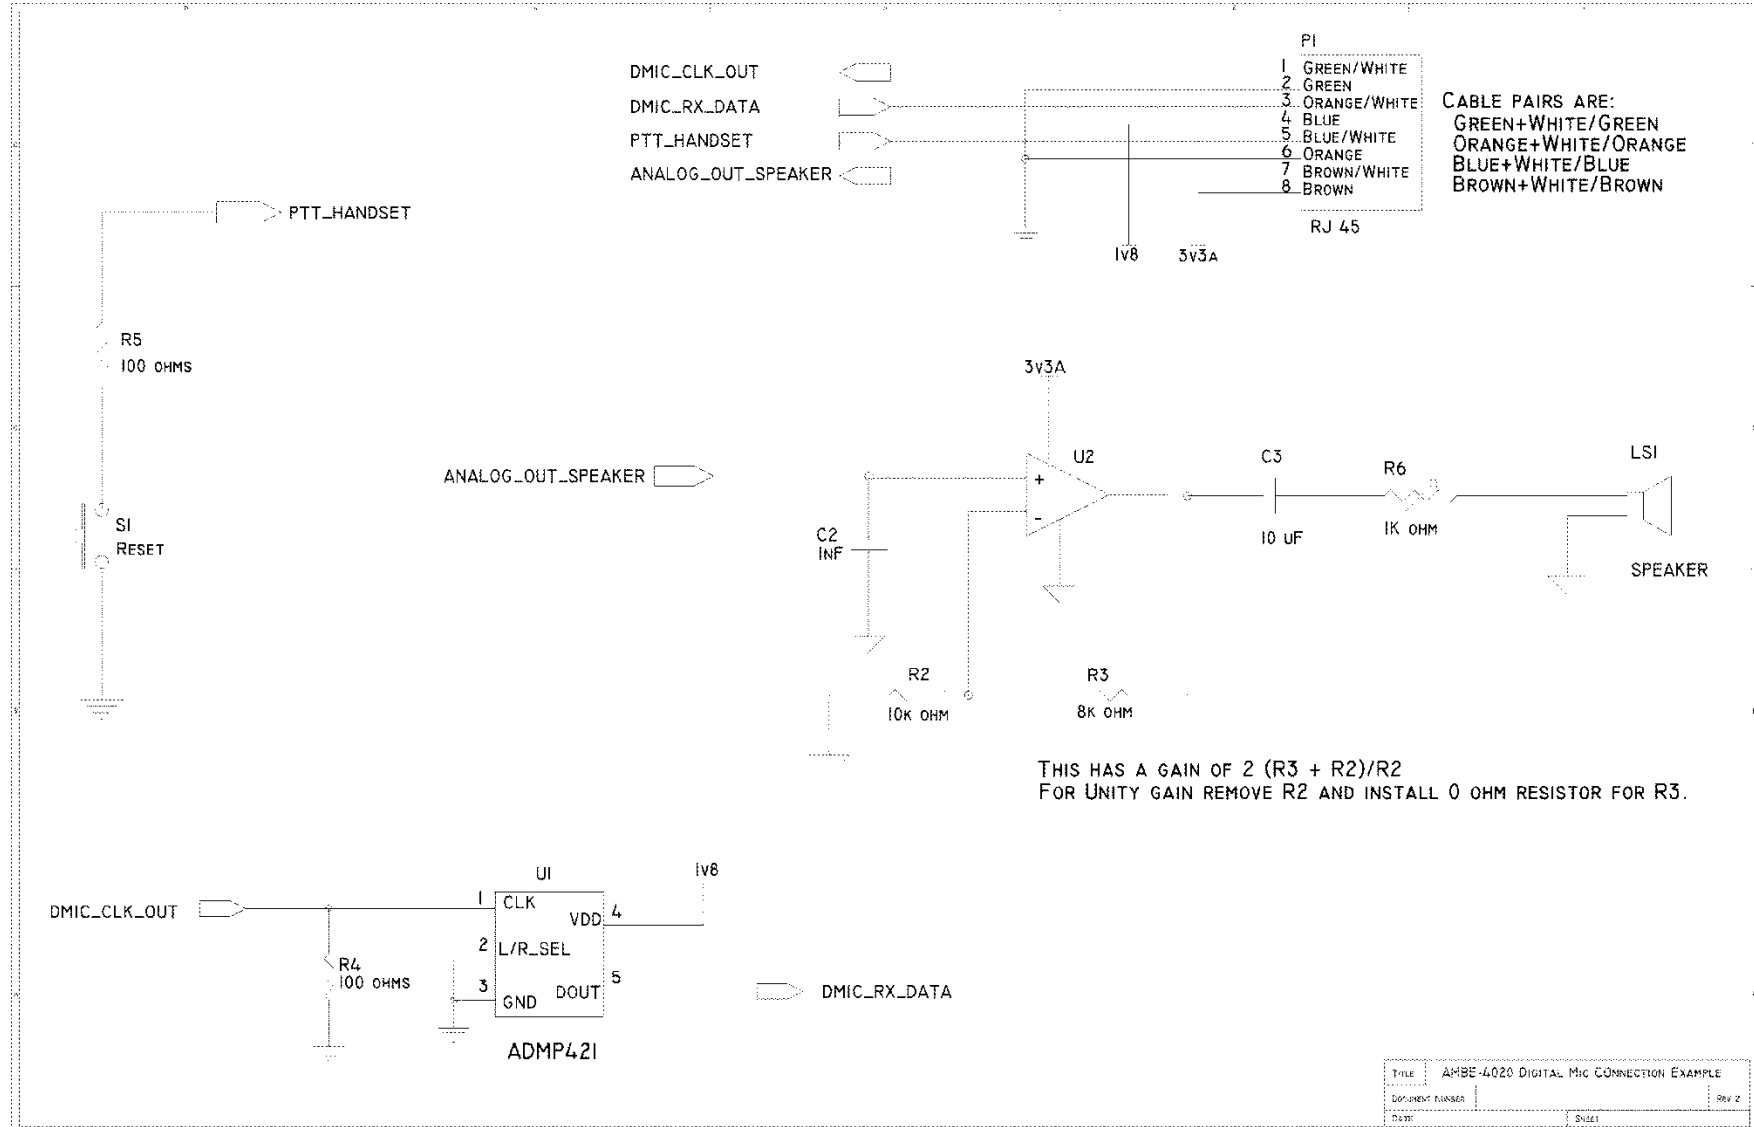 P1
DMIC_CLK_OUT
1 GREEN/WHITE
2 GREEN
DMIC_RX_DATA
3 ORANGE/WHITE
4 BLUE
PTT_HANDSET
5 BLUE/WHITE
6 ORANGE
ANALOG_OUT_SPEAKER
7 BROWN/WHITE
8 BROWN
RJ 45
CABLE PAIRS ARE:
GREEN+WHITE/GREEN
ORANGE+WHITE/ORANGE
BLUE+WHITE/BLUE
BROWN+WHITE/BROWN
1V8
3V3A
PTT_HANDSET
R5
100 OHMS
S1
RESET
3V3A
ANALOG_OUT_SPEAKER
+
-
U2
C3
10 UF
R6
1K OHM
LS1
SPEAKER
C2
1NF
R2
10K OHM
R3
8K OHM
THIS HAS A GAIN OF 2 (R3 + R2)/R2
FOR UNITY GAIN REMOVE R2 AND INSTALL 0 OHM RESISTOR FOR R3.
U1
1V8
DMIC_CLK_OUT
1 CLK
VDD 4
2 L/R_SEL
3 GND
DOUT 5
R4
100 OHMS
DMIC_RX_DATA
ADMP421
TITLE AMBE-4020 DIGITAL MIC CONNECTION EXAMPLE
DOCUMENT NUMBER
REV 2
DATE
SHEET